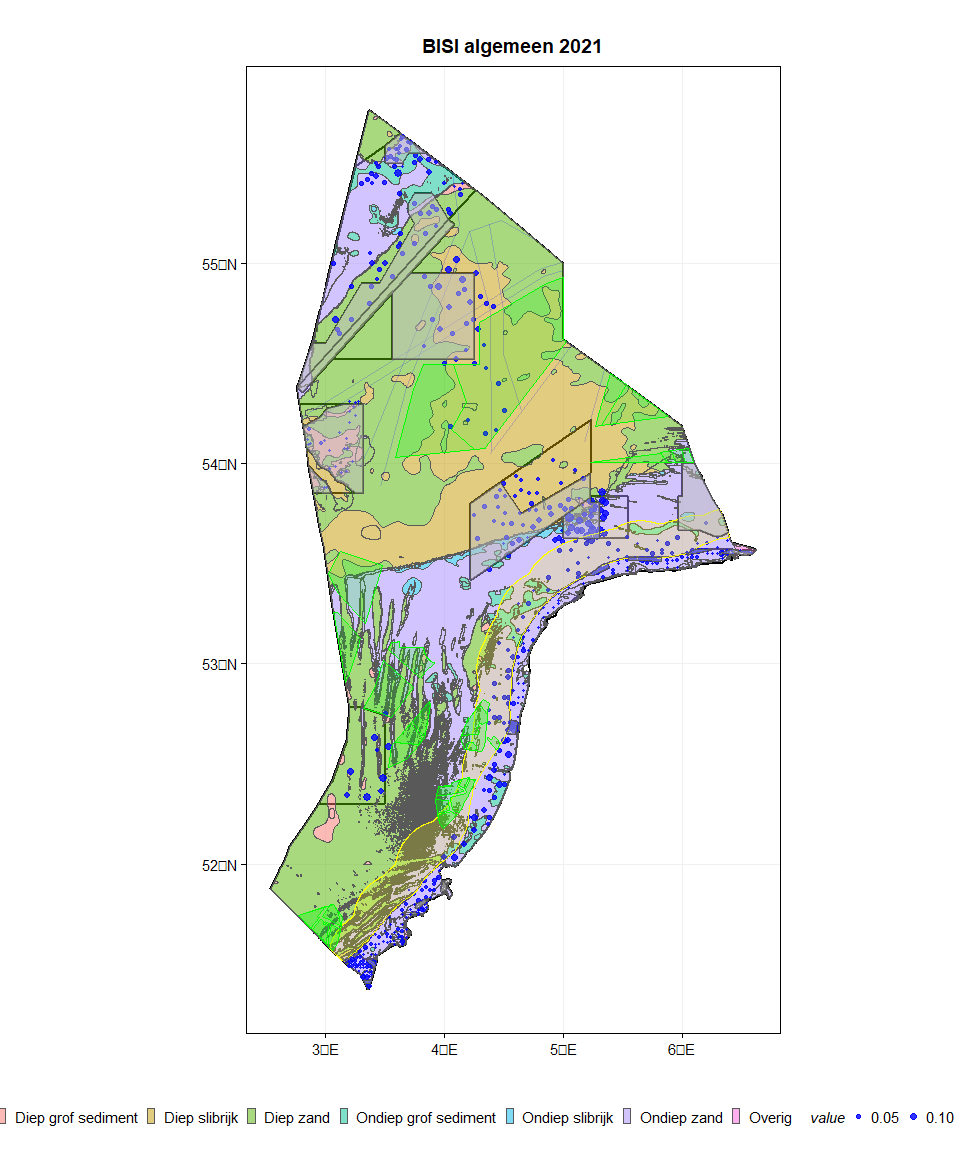 BISI algemeen 2021
55□N
54□N
53□N
52□N
3□E 4□E 5□E 6□E
Diep grof sediment Diep slibrijk Diep zand Ondiep grof sediment Ondiep slibrijk Ondiep zand Overig value 0.05 0.10